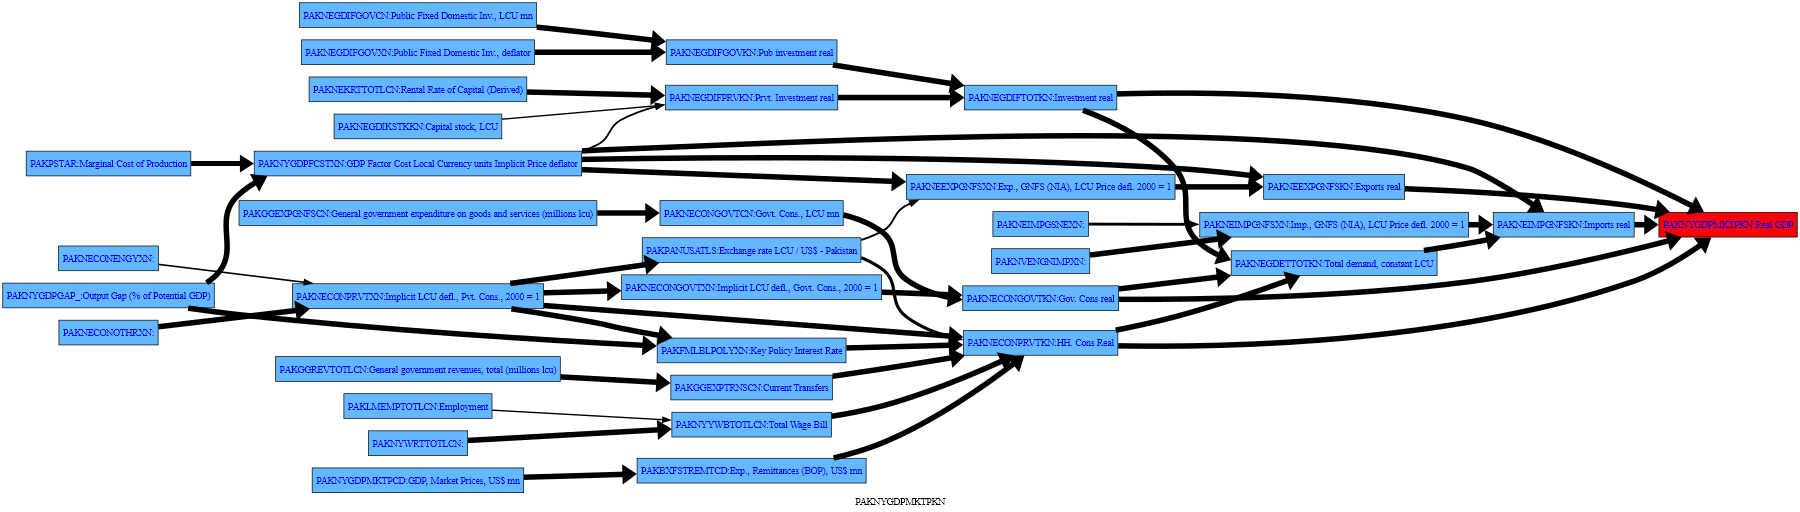 PAKNEGDIFGOVCN:Public Fixed Domestic Inv., LCU mn
PAKNEGDIFGOVXN:Public Fixed Domestic Inv., deflator
PAKNEGDIFGOVKN:Pub investment real
PAKNEKRTTOTLCN:Rental Rate of Capital (Derived)
PAKNEGDIFPRVKN:Prvt. Investment real
PAKNEGDIFTOTKN:Investment real
PAKNEGDIKSTKKN:Capital stock, LCU
PAKPSTAR:Marginal Cost of Production
PAKNYGDPFCSTXN:GDP Factor Cost Local Currency units Implicit Price deflator
PAKNEEXPGNFSXN:Exp., GNFS (NIA), LCU Price defl. 2000 = 1
PAKNEEXPGNFSKN:Exports real
PAKGGEXPGNFSCN:General government expenditure on goods and services (millions lcu)
PAKNECONGOVTCN:Govt. Cons., LCU mn
PAKNEIMPGSNEXN:
PAKNEIMPGNFSXN:Imp., GNFS (NIA), LCU Price defl. 2000 = 1
PAKNEIMPGNFSKN:Imports real
PAKNYGDPMKTPKN:Real GDP
PAKPANUSATLS:Exchange rate LCU / US$ - Pakistan
PAKNECONENGYXN:
PAKNVENGNIMPXN:
PAKNEGDETTOTKN:Total demand, constant LCU
PAKNYGDPGAP_:Output Gap (% of Potential GDP)
PAKNECONPRVTXN:Implicit LCU defl., Pvt. Cons., 2000 = 1
PAKNECONGOVTXN:Implicit LCU defl., Govt. Cons., 2000 = 1
PAKNECONGOVTKN:Gov. Cons real
PAKNECONOTHRXN:
PAKFMLBLPOLYXN:Key Policy Interest Rate
PAKNECONPRVTKN:HH. Cons Real
PAKGGREVTOTLCN:General government revenues, total (millions lcu)
PAKGGEXPTRNSCN:Current Transfers
PAKLMEMPTOTLCN:Employment
PAKNYYWBTOTLCN:Total Wage Bill
PAKNYWRTTOTLCN:
PAKBXFSTREMTCD:Exp., Remittances (BOP), US$ mn
PAKNYGDPMKTPCD:GDP, Market Prices, US$ mn
PAKNYGDPMKTPKN